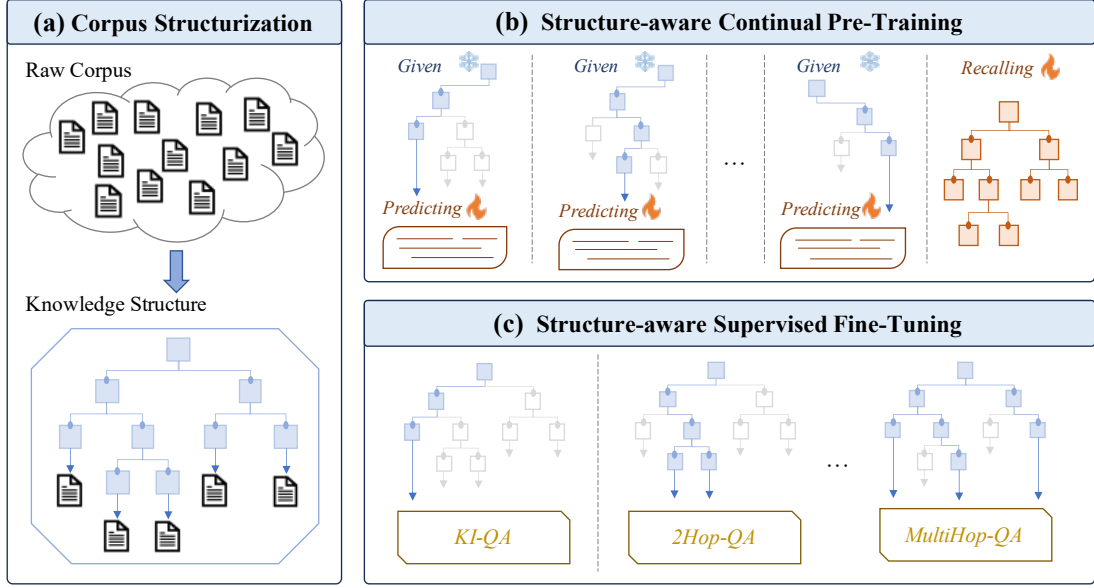 (a) Corpus Structurization
Raw Corpus
Knowledge Structure
(b) Structure-aware Continual Pre-Training
Given
Predicting
Given
Predicting
...
Given
Predicting
Recalling
(c) Structure-aware Supervised Fine-Tuning
KI-QA
2Hop-QA
...
MultiHop-QA